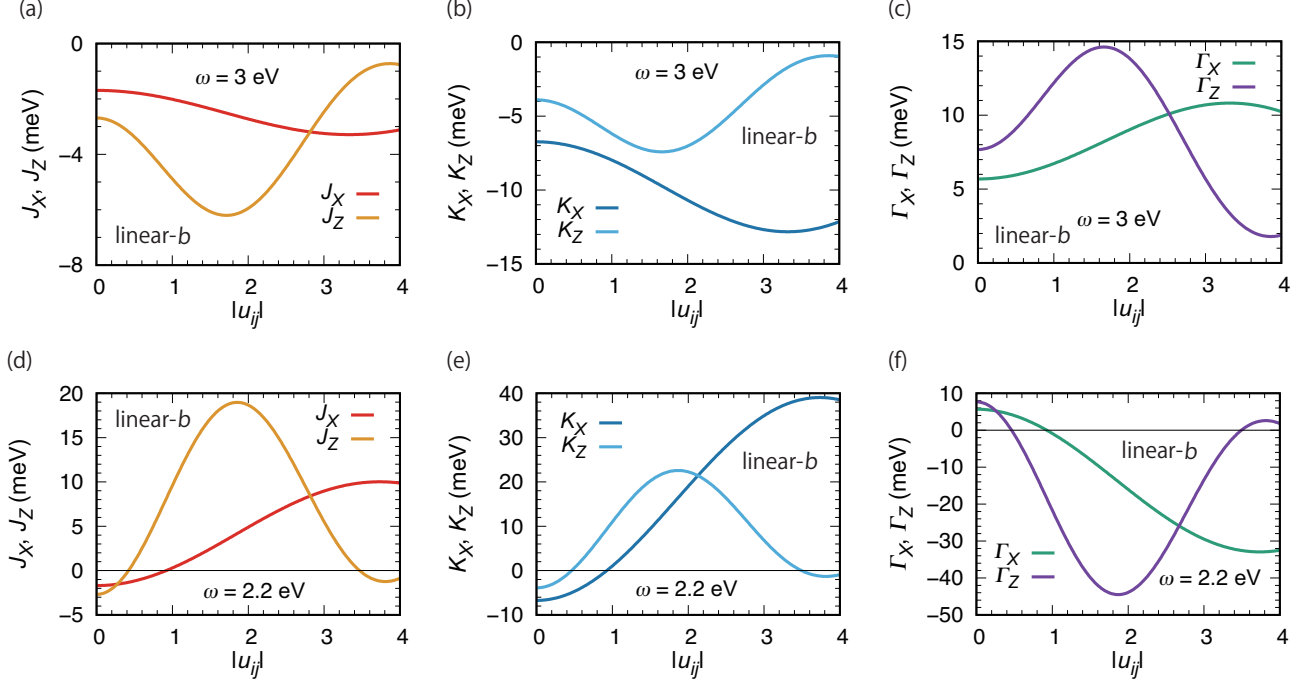 (a)
0
−4
−8
J_X, J_Z (meV)
ω = 3 eV
J_X
J_Z
linear-b
0 1 2 3 4
|u_ij|
(b)
0
−5
−10
−15
K_X, K_Z (meV)
ω = 3 eV
linear-b
K_X
K_Z
0 1 2 3 4
|u_ij|
(c)
15
10
5
0
Γ_X, Γ_Z (meV)
Γ_X
Γ_Z
linear-b
ω = 3 eV
0 1 2 3 4
|u_ij|
(d)
20
15
10
5
0
−5
J_X, J_Z (meV)
linear-b
J_X
J_Z
ω = 2.2 eV
0 1 2 3 4
|u_ij|
(e)
40
30
20
10
0
−10
K_X, K_Z (meV)
K_X
K_Z
linear-b
ω = 2.2 eV
0 1 2 3 4
|u_ij|
(f)
10
0
−10
−20
−30
−40
−50
Γ_X, Γ_Z (meV)
linear-b
Γ_X
Γ_Z
ω = 2.2 eV
0 1 2 3 4
|u_ij|